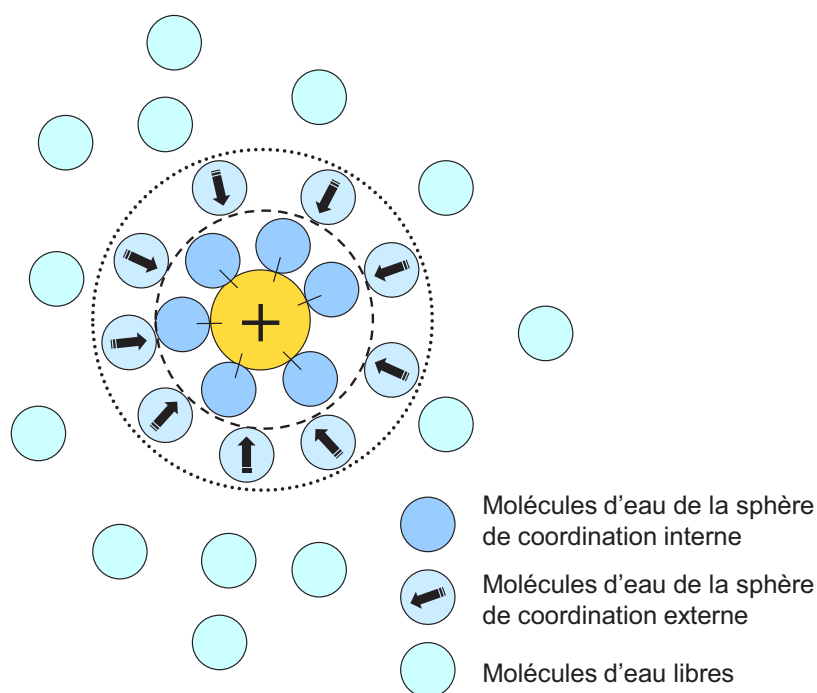 +
Molécules d'eau de la sphère
de coordination interne
Molécules d'eau de la sphère
de coordination externe
Molécules d'eau libres